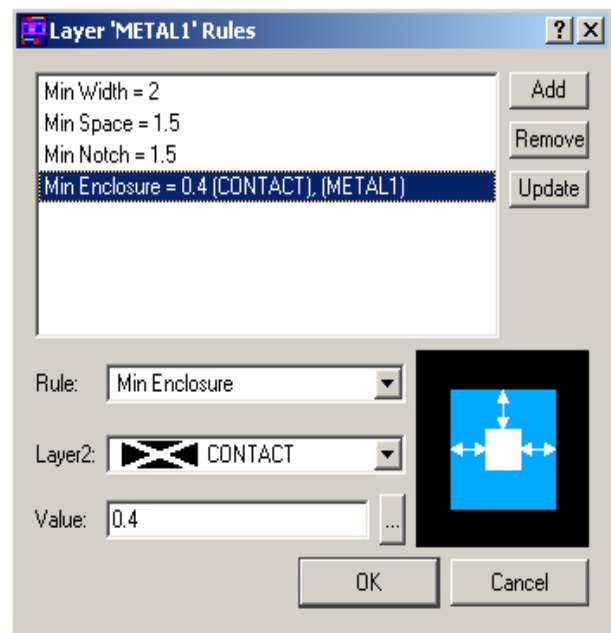 Layer 'METAL1' Rules
Min Width = 2
Min Space = 1.5
Min Notch = 1.5
Min Enclosure = 0.4 (CONTACT), (METAL1)
Add
Remove
Update
Rule: Min Enclosure
Layer2: CONTACT
Value: 0.4 ...
OK Cancel